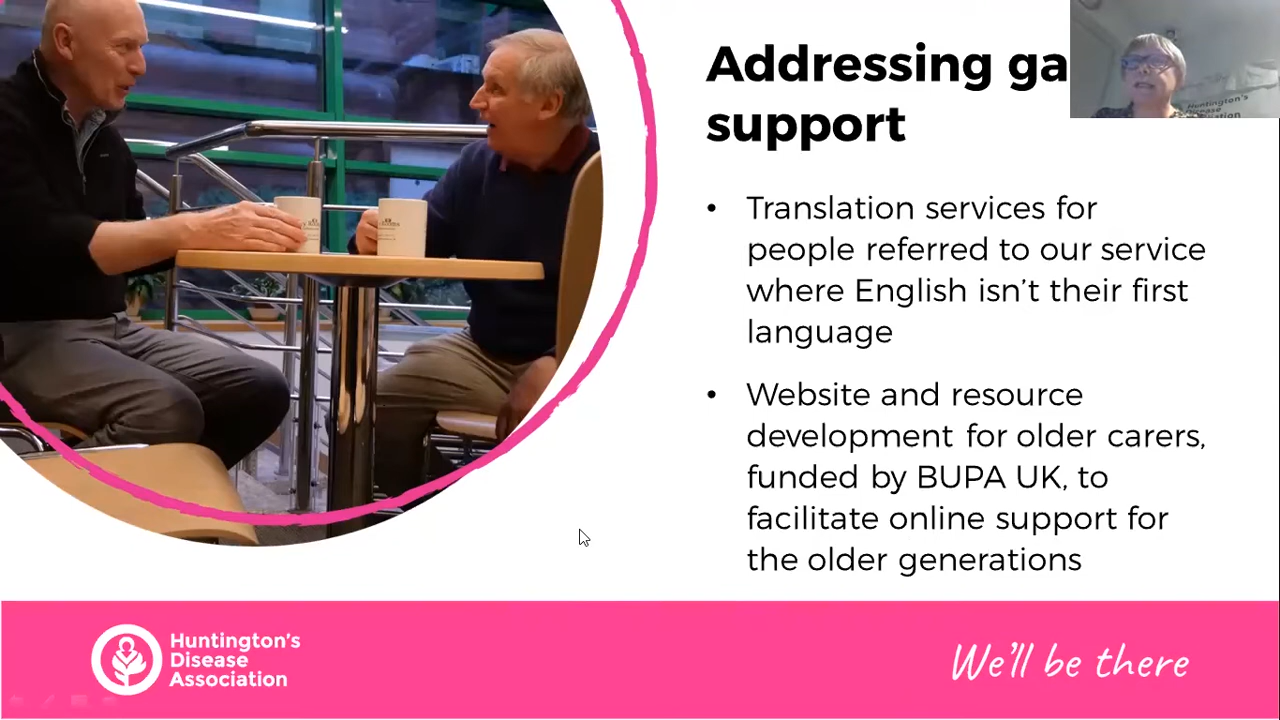 Addressing ga
support
Huntington's
Disease
• Translation services for
people referred to our service
where English isn't their first
language
• Website and resource
development for older carers,
funded by BUPA UK, to
facilitate online support for
the older generations
Huntington's
Disease
Association
We'll be there